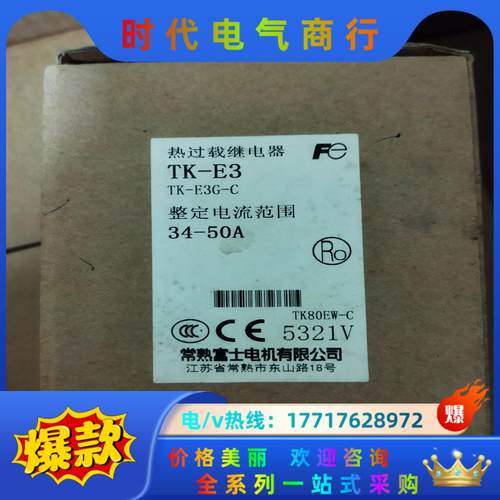 时代电气商行
热过载继电器
Fe
TK-E3
TK-E3G-C
整定电流范围
34-50A
Ro
TK80EW-C
CCC CE 5321V
常熟富士电机有限公司
江苏省常熟市东山路18号
电/v热线: 17717628972
爆
爆款
价格美丽 欢迎咨询
全系列一站式采购